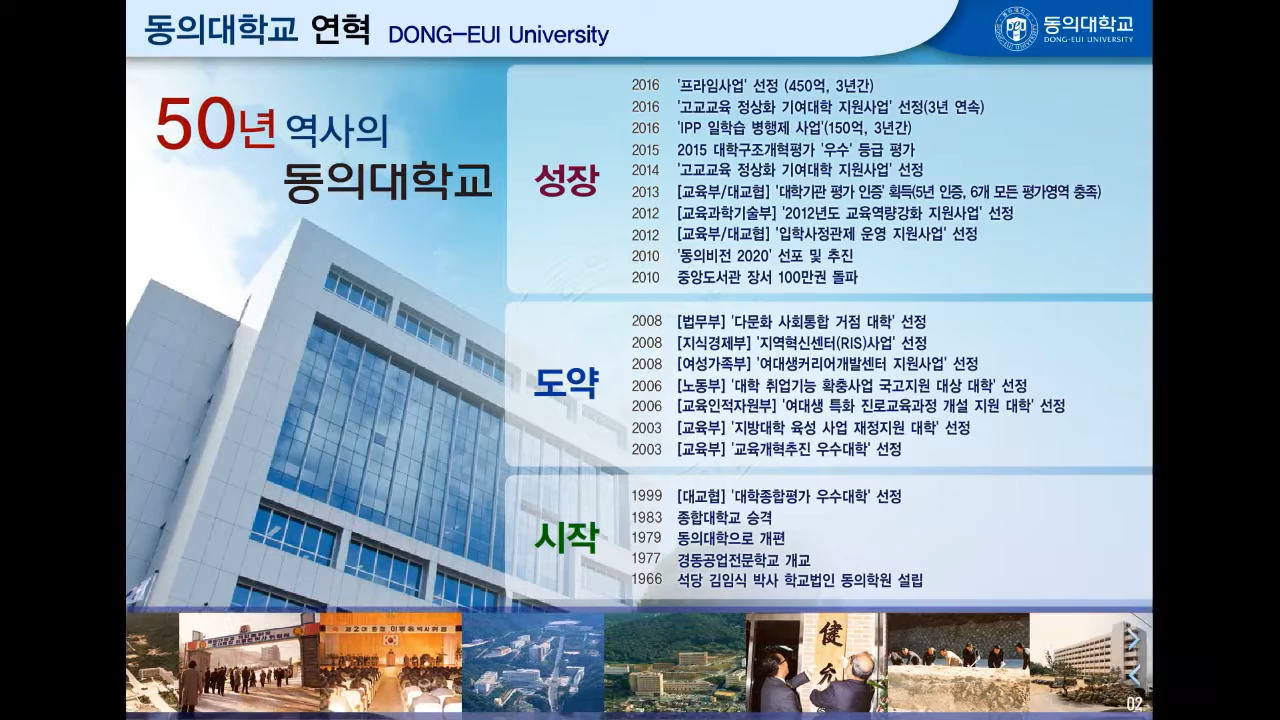 동의대학교 연혁 DONG-EUI University
동의대학교
DONG-EUI UNIVERSITY
50년 역사의
동의대학교
성장
2016 '프라임사업' 선정 (450억, 3년간)
2016 '고교교육 정상화 기여대학 지원사업' 선정(3년 연속)
2016 'IPP 일학습 병행제 사업'(150억, 3년간)
2015 2015 대학구조개혁평가 '우수' 등급 평가
2014 '고교교육 정상화 기여대학 지원사업' 선정
2013 [교육부/대교협] '대학기관 평가 인증' 획득(5년 인증, 6개 모든 평가영역 충족)
2012 [교육과학기술부] '2012년도 교육역량강화 지원사업' 선정
2012 [교육부/대교협] '입학사정관제 운영 지원사업' 선정
2010 '동의비전 2020' 선포 및 추진
2010 중앙도서관 장서 100만권 돌파
도약
2008 [법무부] '다문화 사회통합 거점 대학' 선정
2008 [지식경제부] '지역혁신센터(RIS)사업' 선정
2008 [여성가족부] '여대생커리어개발센터 지원사업' 선정
2006 [노동부] '대학 취업기능 확충사업 국고지원 대상 대학' 선정
2006 [교육인적자원부] '여대생 특화 진로교육과정 개설 지원 대학' 선정
2003 [교육부] '지방대학 육성 사업 재정지원 대학' 선정
2003 [교육부] '교육개혁추진 우수대학' 선정
시작
1999 [대교협] '대학종합평가 우수대학' 선정
1983 종합대학교 승격
1979 동의대학으로 개편
1977 경동공업전문학교 개교
1966 석당 김임식 박사 학교법인 동의학원 설립
健
02